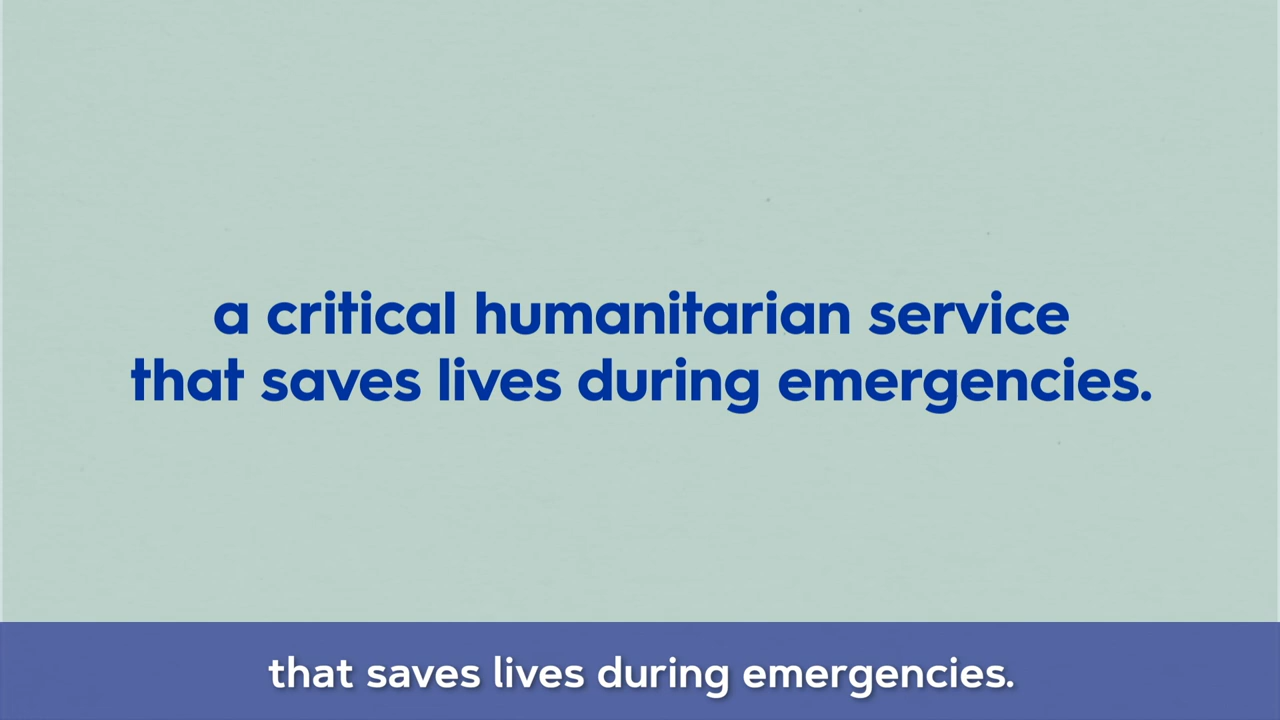 a critical humanitarian service
that saves lives during emergencies.
that saves lives during emergencies.